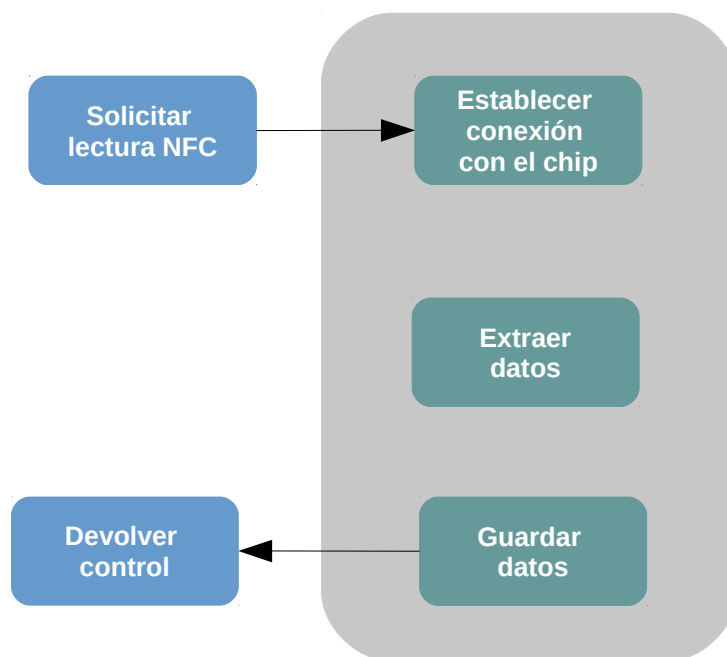 Solicitar
lectura NFC
Establecer
conexión
con el chip
Extraer
datos
Devolver
control
Guardar
datos